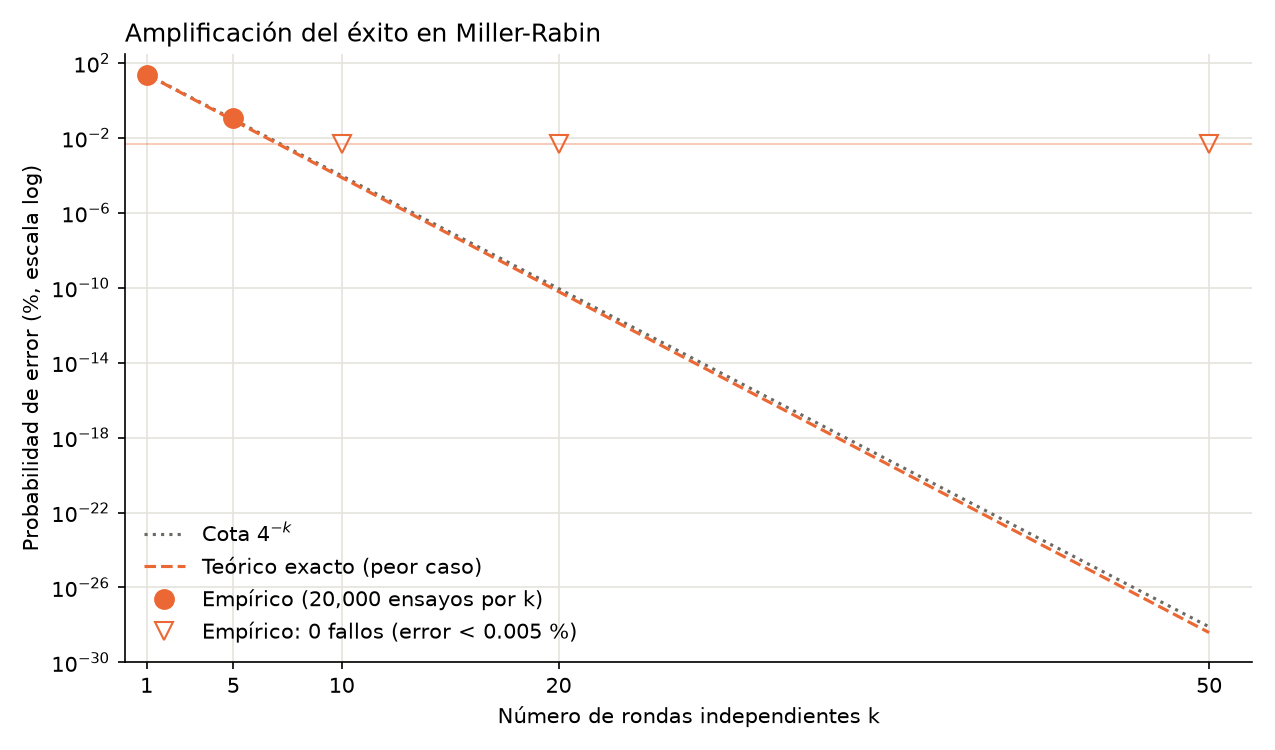 Amplificación del éxito en Miller-Rabin
Probabilidad de error (%, escala log)
10²
10⁻²
10⁻⁶
10⁻¹⁰
10⁻¹⁴
10⁻¹⁸
10⁻²²
10⁻²⁶
10⁻³⁰
Cota 4⁻ᵏ
Teórico exacto (peor caso)
Empírico (20,000 ensayos por k)
Empírico: 0 fallos (error < 0.005 %)
1 5 10 20 50
Número de rondas independientes k